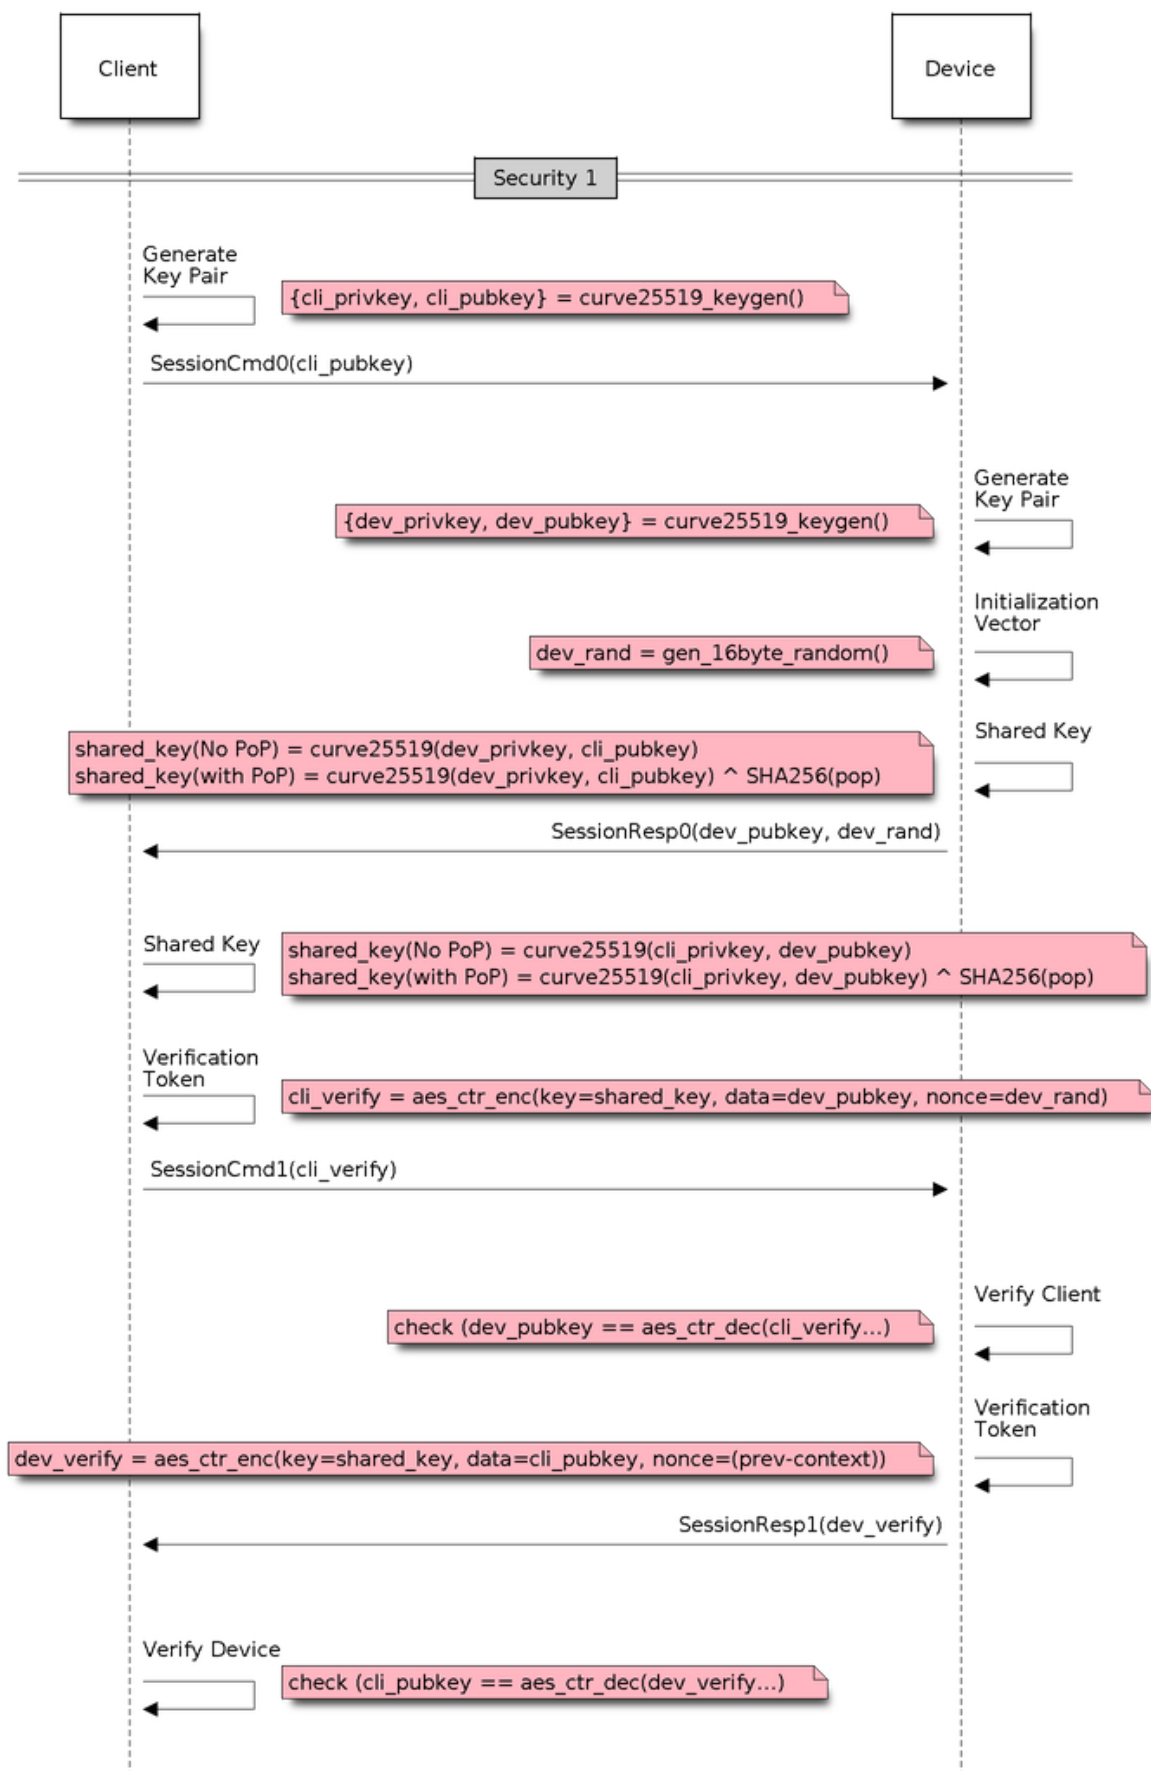 Client
Device
Security 1
Generate
Key Pair
{cli_privkey, cli_pubkey} = curve25519_keygen()
SessionCmd0(cli_pubkey)
Generate
Key Pair
{dev_privkey, dev_pubkey} = curve25519_keygen()
Initialization
Vector
dev_rand = gen_16byte_random()
Shared Key
shared_key(No PoP) = curve25519(dev_privkey, cli_pubkey)
shared_key(with PoP) = curve25519(dev_privkey, cli_pubkey) ^ SHA256(pop)
SessionResp0(dev_pubkey, dev_rand)
Shared Key
shared_key(No PoP) = curve25519(cli_privkey, dev_pubkey)
shared_key(with PoP) = curve25519(cli_privkey, dev_pubkey) ^ SHA256(pop)
Verification
Token
cli_verify = aes_ctr_enc(key=shared_key, data=dev_pubkey, nonce=dev_rand)
SessionCmd1(cli_verify)
Verify Client
check (dev_pubkey == aes_ctr_dec(cli_verify...)
Verification
Token
dev_verify = aes_ctr_enc(key=shared_key, data=cli_pubkey, nonce=(prev-context))
SessionResp1(dev_verify)
Verify Device
check (cli_pubkey == aes_ctr_dec(dev_verify...)